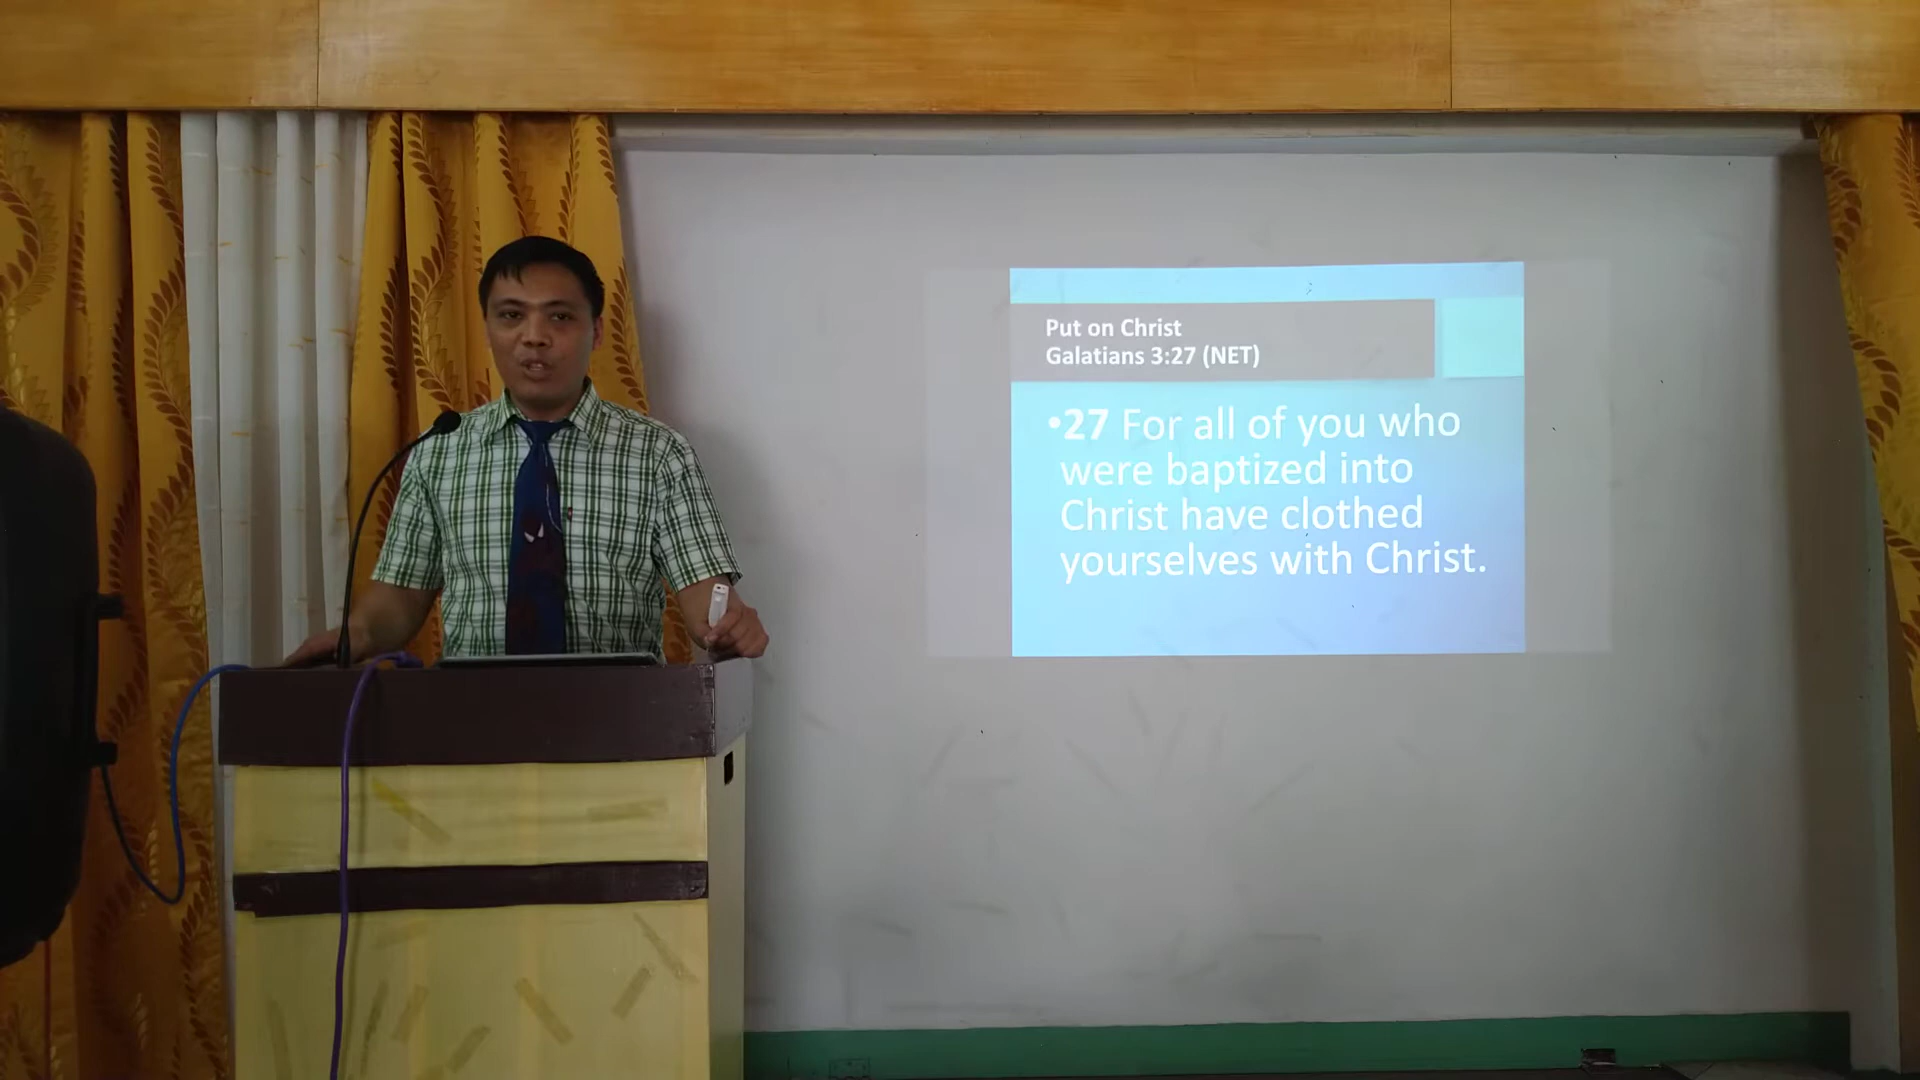 Put on Christ
Galatians 3:27 (NET)
•27 For all of you who
were baptized into
Christ have clothed
yourselves with Christ.